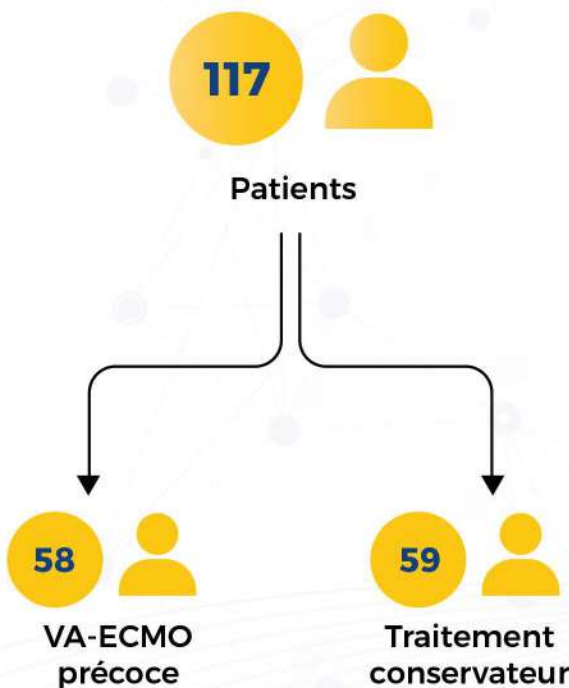 117
Patients
58
59
VA-ECMO
précoce
Traitement
conservateur